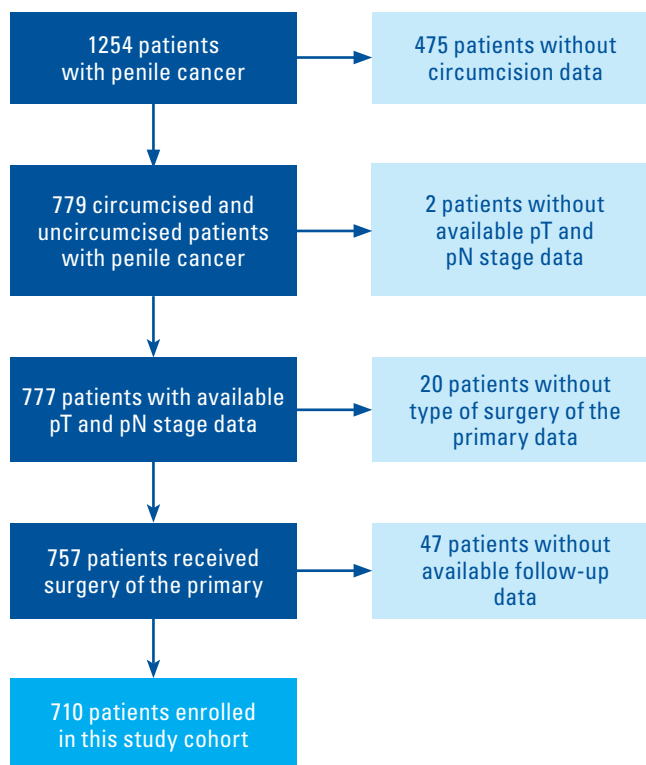 1254 patients
with penile cancer
475 patients without
circumcision data
779 circumcised and
uncircumcised patients
with penile cancer
2 patients without
available pT and
pN stage data
777 patients with available
pT and pN stage data
20 patients without
type of surgery of the
primary data
757 patients received
surgery of the primary
47 patients without
available follow-up
data
710 patients enrolled
in this study cohort